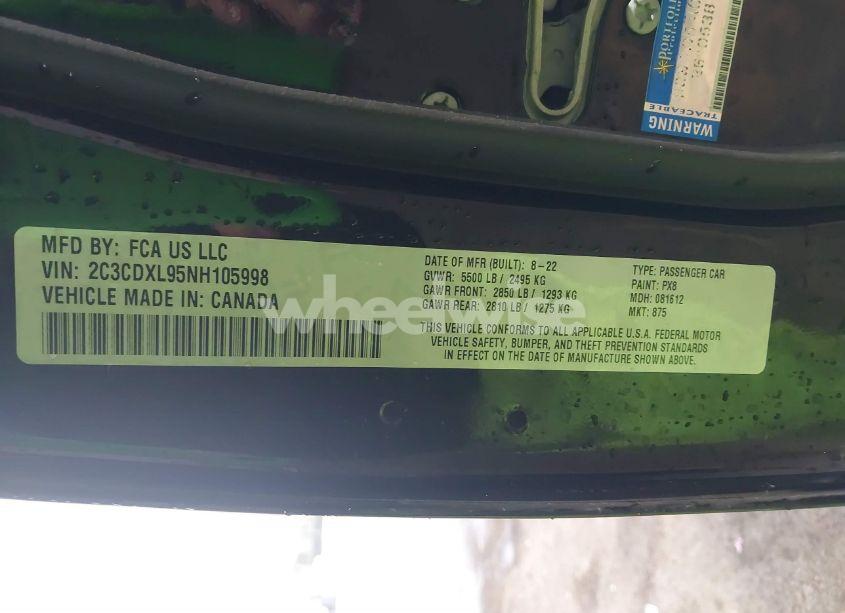 PORTFOLIO
WARNING
TRACEABLE
MFD BY: FCA US LLC
VIN: 2C3CDXL95NH105998
VEHICLE MADE IN: CANADA
DATE OF MFR (BUILT): 8-22
GVWR: 5500 LB / 2495 KG
GAWR FRONT: 2850 LB / 1293 KG
GAWR REAR: 2810 LB / 1275 KG
TYPE: PASSENGER CAR
PAINT: PX8
MDH: 081612
MKT: 875
THIS VEHICLE CONFORMS TO ALL APPLICABLE U.S.A. FEDERAL MOTOR
VEHICLE SAFETY, BUMPER, AND THEFT PREVENTION STANDARDS
IN EFFECT ON THE DATE OF MANUFACTURE SHOWN ABOVE.